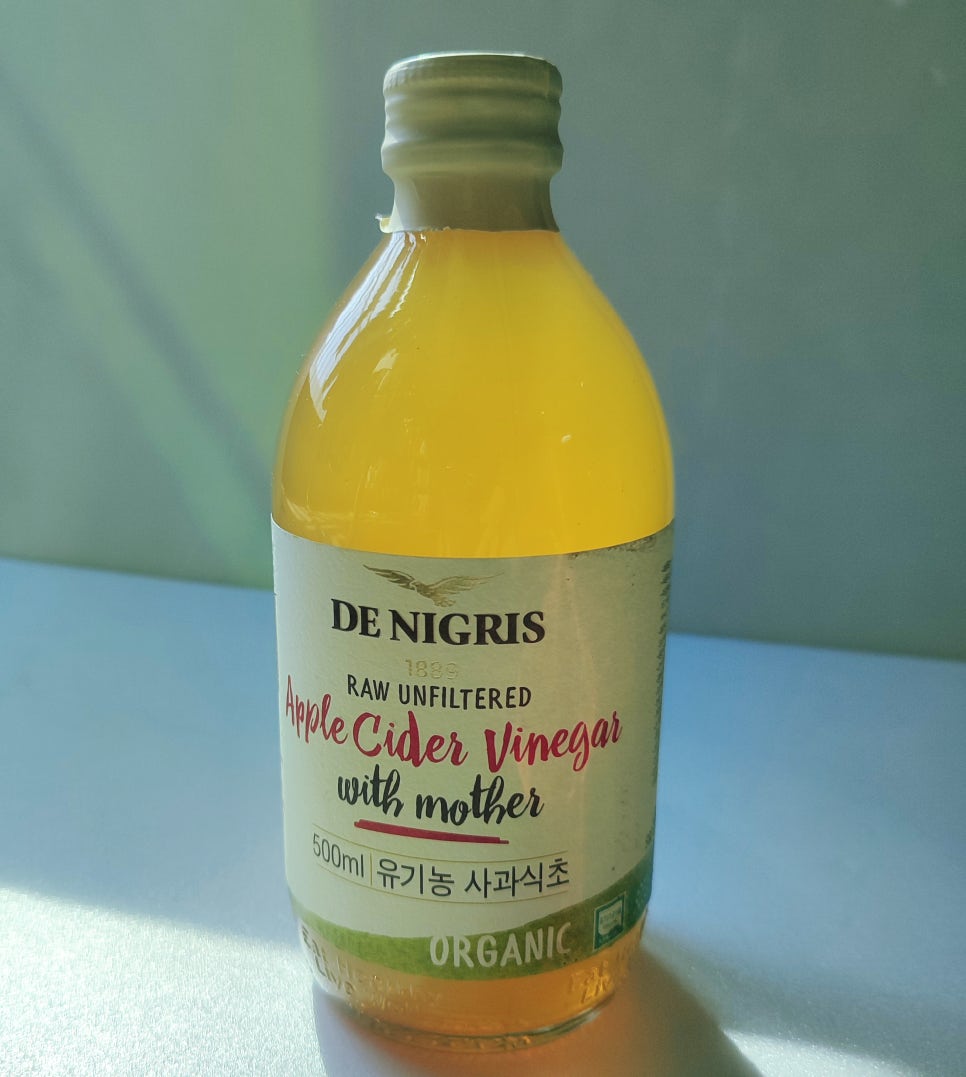 DE NIGRIS
1889
RAW UNFILTERED
Apple Cider Vinegar
with mother
500ml | 유기농 사과식초
ORGANIC